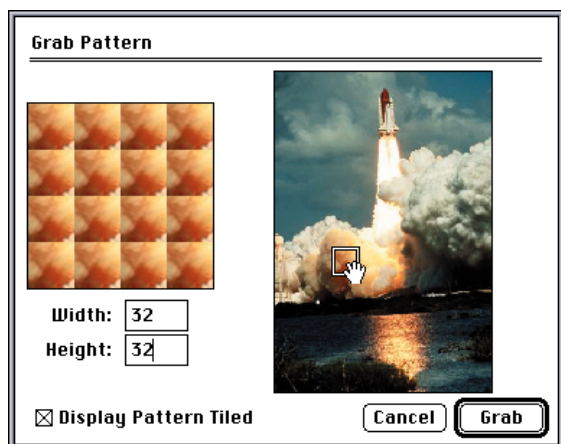 Grab Pattern
Width: 32
Height: 32
Display Pattern Tiled
Cancel Grab